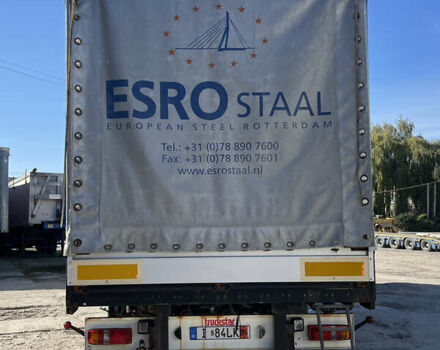 ESRO STAAL
EUROPEAN STEEL ROTTERDAM
Tel.: +31 (0)78 890 7600
Fax: +31 (0)78 890 7601
www.esrostaal.nl